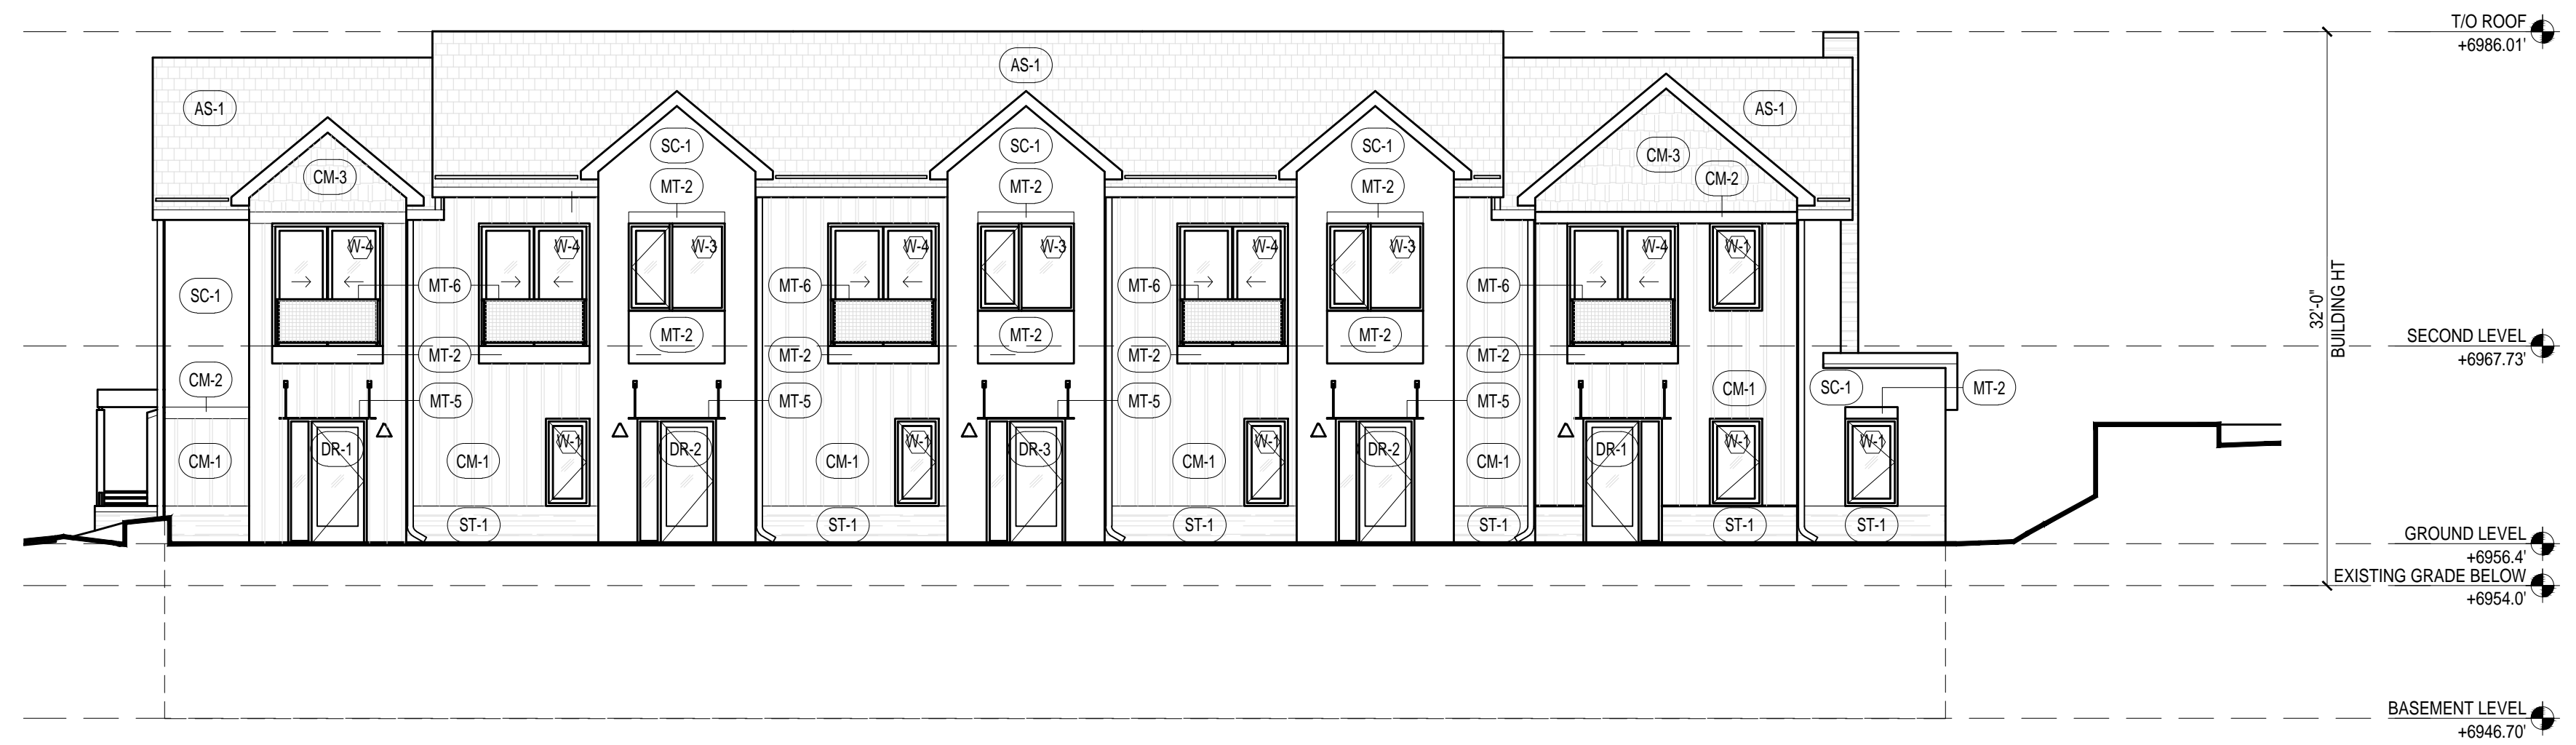 T/O ROOF
+6986.01'
AS-1
AS-1
AS-1
SC-1
SC-1
SC-1
CM-3
CM-3
MT-2
MT-2
MT-2
CM-2
W-4
W-4
W-3
W-4
W-3
W-4
W-3
W-4
W-1
SC-1
MT-6
MT-6
MT-6
MT-6
32'-0"
BUILDING HT
MT-2
MT-2
MT-2
SECOND LEVEL
+6967.73'
MT-2
MT-2
MT-2
MT-2
CM-2
CM-1
SC-1
MT-2
MT-5
MT-5
MT-5
MT-5
DR-1
W-1
DR-2
W-1
DR-3
W-1
DR-2
DR-1
W-1
W-1
CM-1
CM-1
CM-1
CM-1
CM-1
ST-1
ST-1
ST-1
ST-1
ST-1
ST-1
GROUND LEVEL
+6956.4'
EXISTING GRADE BELOW
+6954.0'
BASEMENT LEVEL
+6946.70'